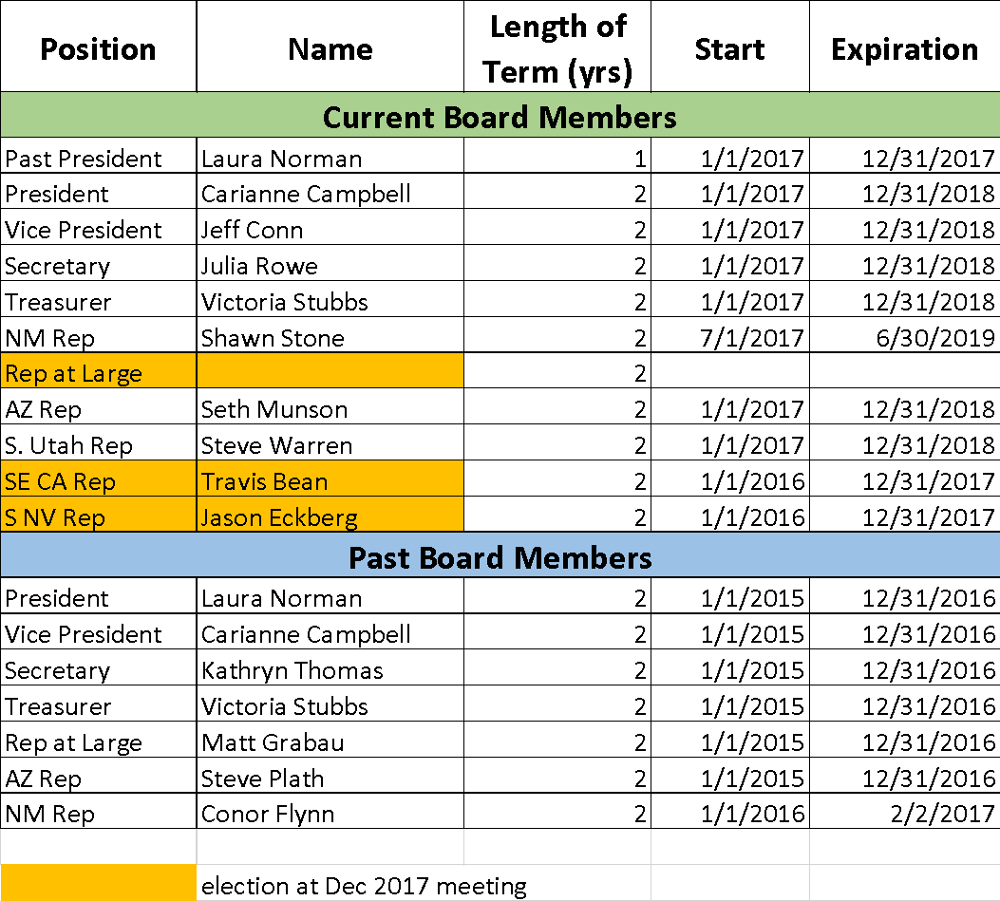 Position Name Length of Term (yrs) Start Expiration
Current Board Members
Past President Laura Norman 1 1/1/2017 12/31/2017
President Carianne Campbell 2 1/1/2017 12/31/2018
Vice President Jeff Conn 2 1/1/2017 12/31/2018
Secretary Julia Rowe 2 1/1/2017 12/31/2018
Treasurer Victoria Stubbs 2 1/1/2017 12/31/2018
NM Rep Shawn Stone 2 7/1/2017 6/30/2019
Rep at Large 2
AZ Rep Seth Munson 2 1/1/2017 12/31/2018
S. Utah Rep Steve Warren 2 1/1/2017 12/31/2018
SE CA Rep Travis Bean 2 1/1/2016 12/31/2017
S NV Rep Jason Eckberg 2 1/1/2016 12/31/2017
Past Board Members
President Laura Norman 2 1/1/2015 12/31/2016
Vice President Carianne Campbell 2 1/1/2015 12/31/2016
Secretary Kathryn Thomas 2 1/1/2015 12/31/2016
Treasurer Victoria Stubbs 2 1/1/2015 12/31/2016
Rep at Large Matt Grabau 2 1/1/2015 12/31/2016
AZ Rep Steve Plath 2 1/1/2015 12/31/2016
NM Rep Conor Flynn 2 1/1/2016 2/2/2017
election at Dec 2017 meeting